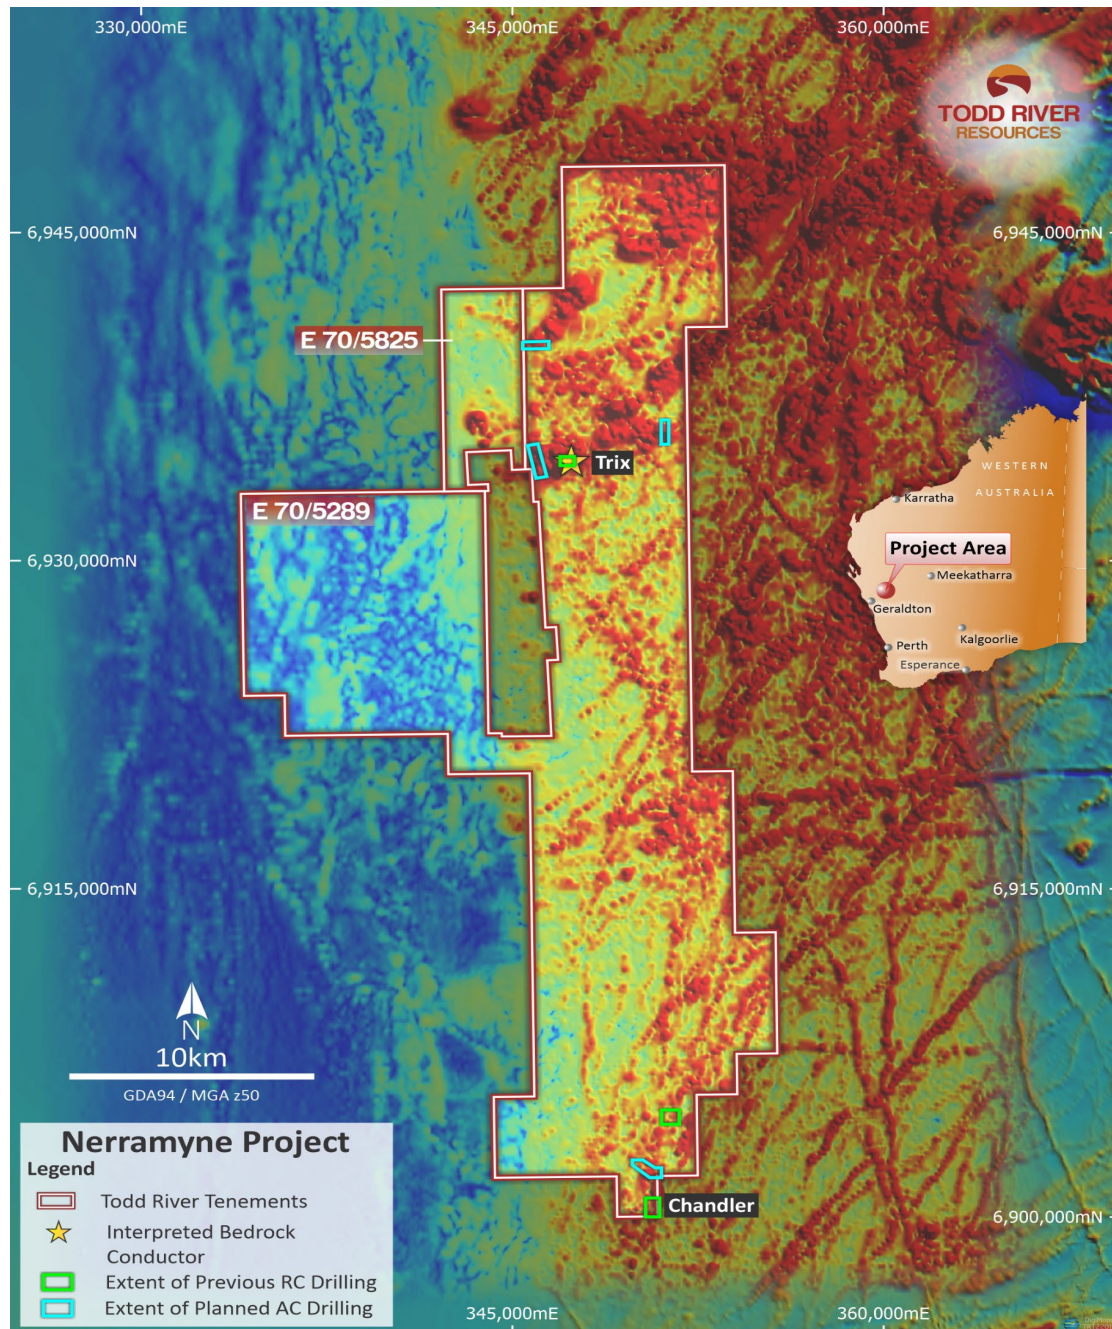 330,000mE
345,000mE
360,000mE
TODD RIVER
RESOURCES
6,945,000mN
6,945,000mN
E 70/5825
Trix
WESTERN
AUSTRALIA
Karratha
E 70/5289
Project Area
6,930,000mN
Meekatharra
Geraldton
Kalgoorlie
Perth
Esperance
6,915,000mN
6,915,000mN
N
10km
GDA94 / MGA z50
Nerramyne Project
Legend
Todd River Tenements
Interpreted Bedrock
Conductor
Extent of Previous RC Drilling
Extent of Planned AC Drilling
Chandler
6,900,000mN
345,000mE
360,000mE